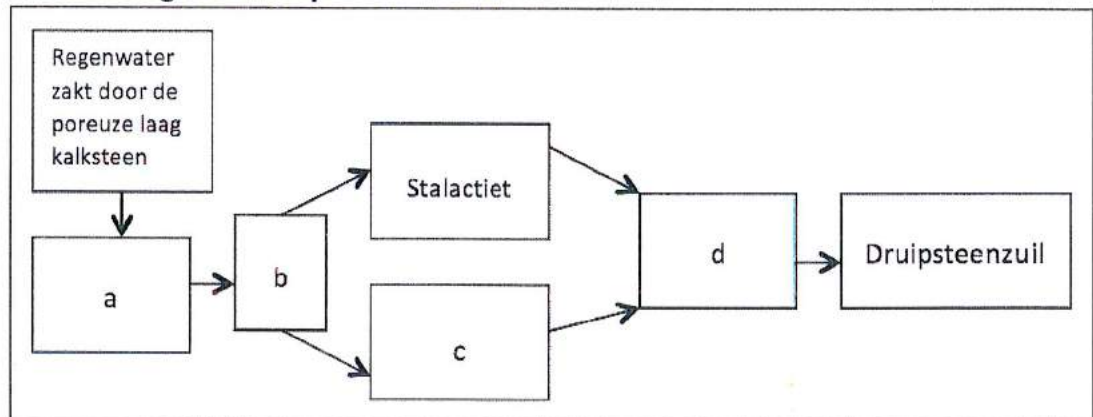 Regenwater
zakt door de
poreuze laag
kalksteen
Stalactiet
a
b
c
d
Druipsteenzuil